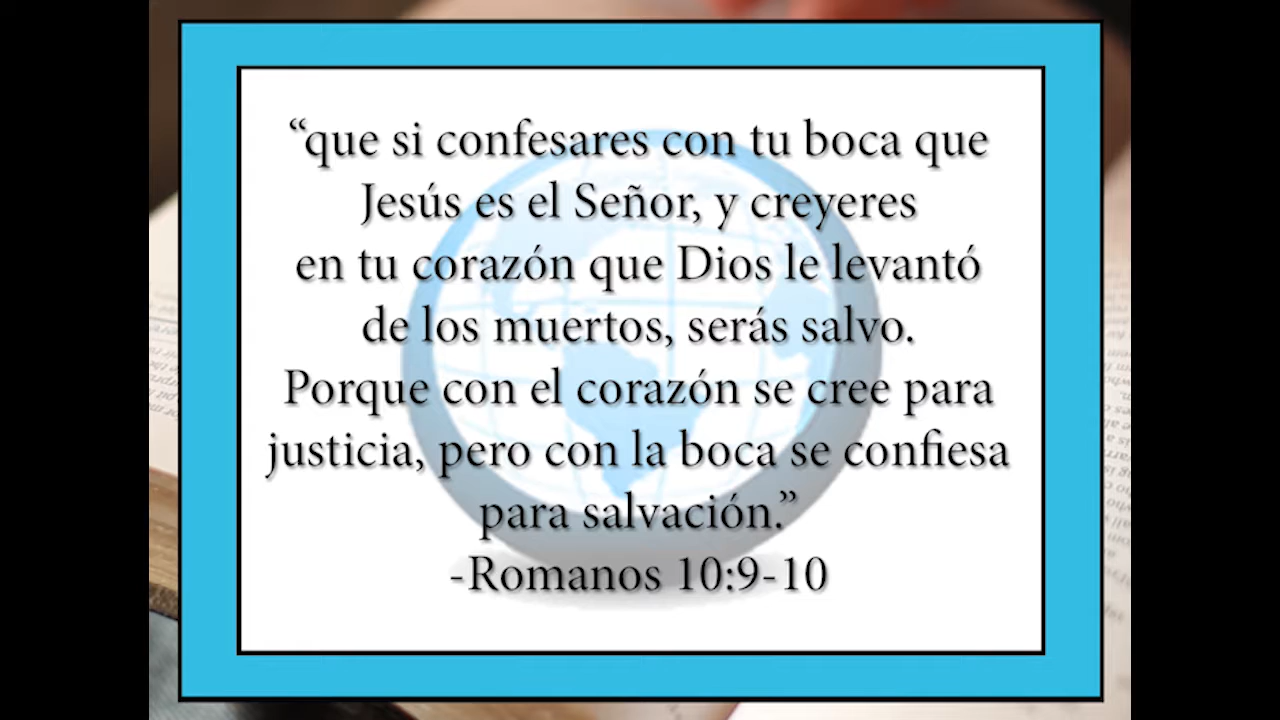 “que si confesares con tu boca que
Jesús es el Señor, y creyeres
en tu corazón que Dios le levantó
de los muertos, serás salvo.
Porque con el corazón se cree para
justicia, pero con la boca se confiesa
para salvación.”
-Romanos 10:9-10